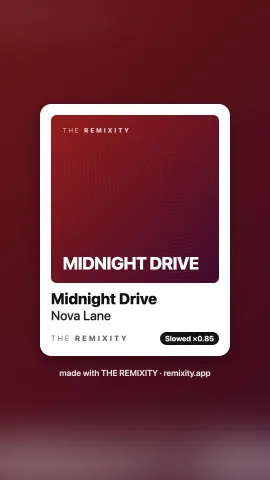 THE REMIXITY
MIDNIGHT DRIVE
Midnight Drive
Nova Lane
THE REMIXITY
Slowed ×0.85
made with THE REMIXITY · remixity.app